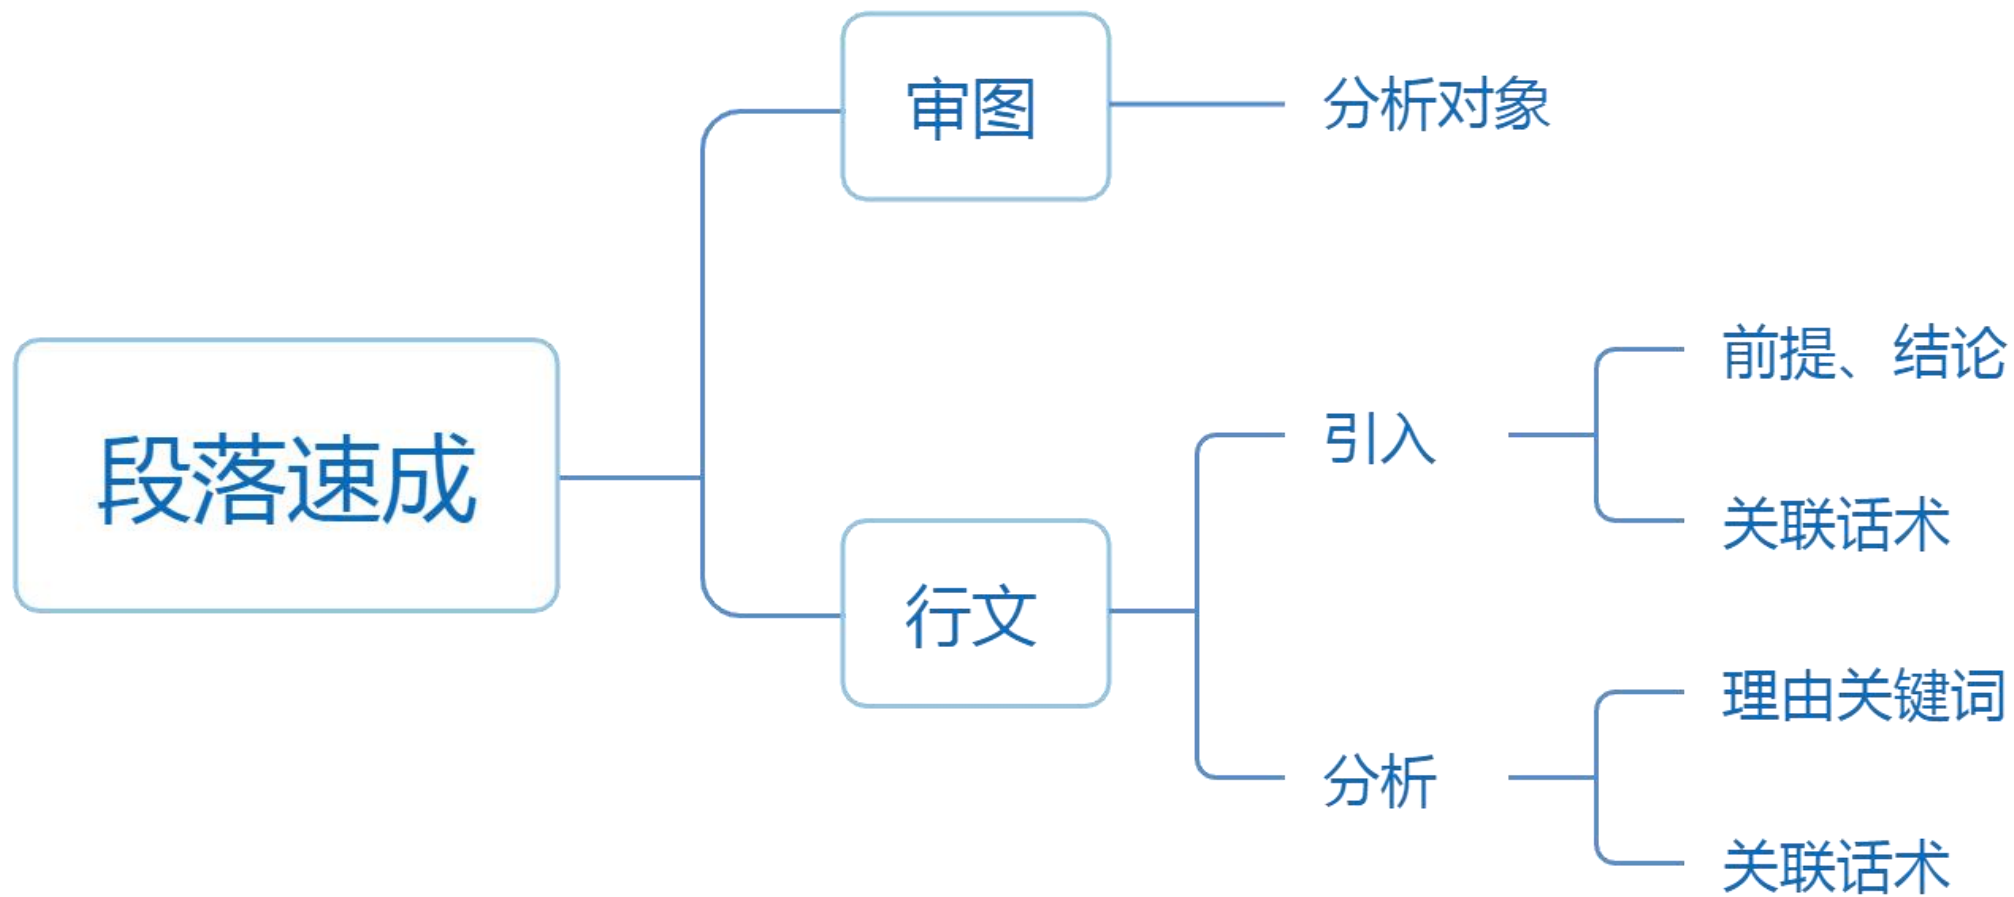 段落速成
审图
分析对象
行文
引入
前提、结论
关联话术
分析
理由关键词
关联话术